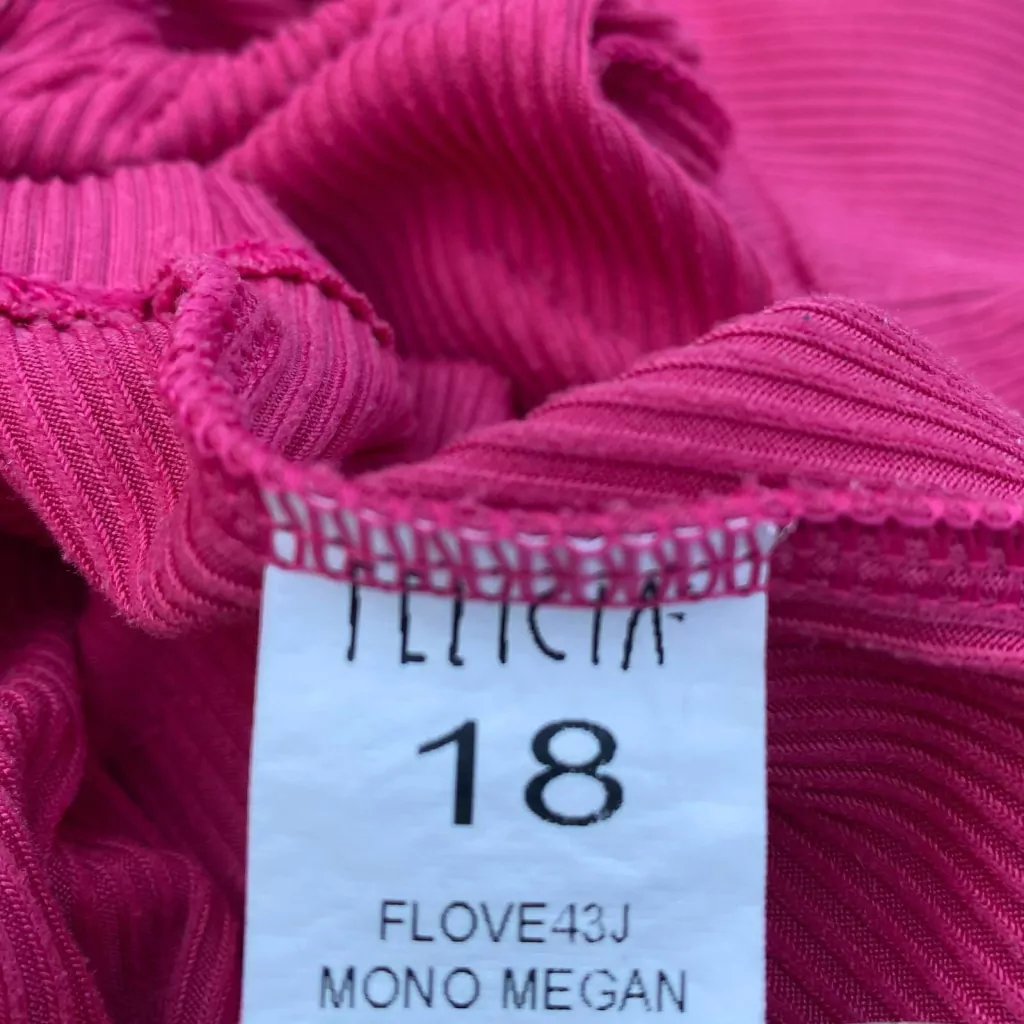 FELICIA
18
FLOVE43J
MONO MEGAN